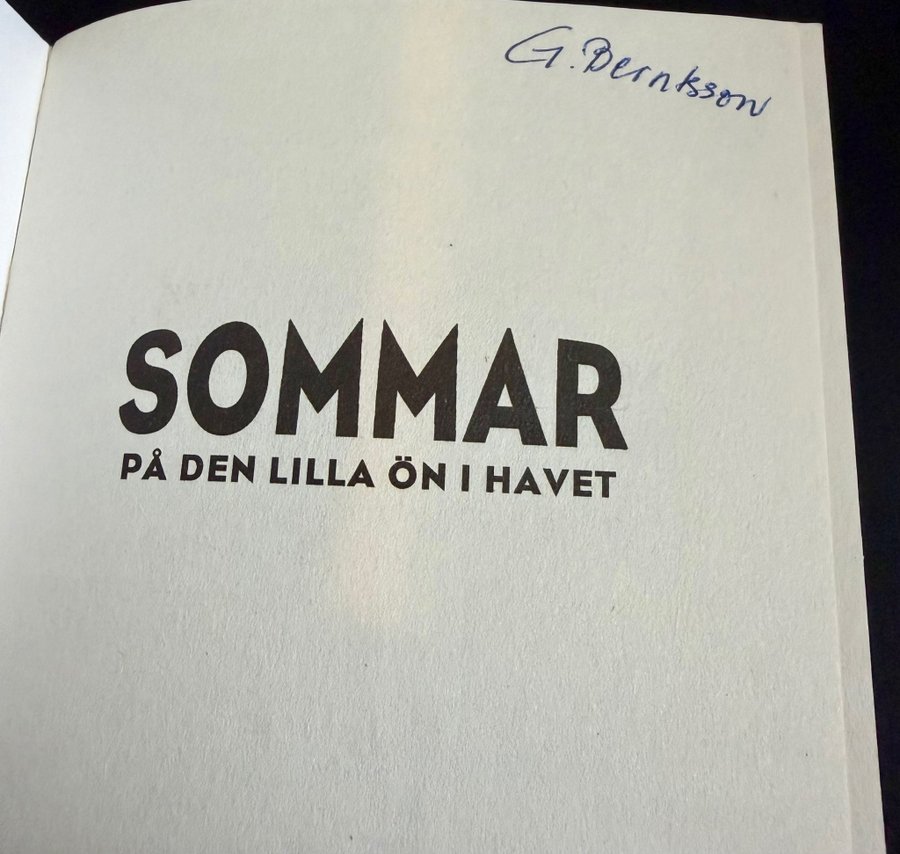 G. Berntsson
SOMMAR
PÅ DEN LILLA ÖN I HAVET